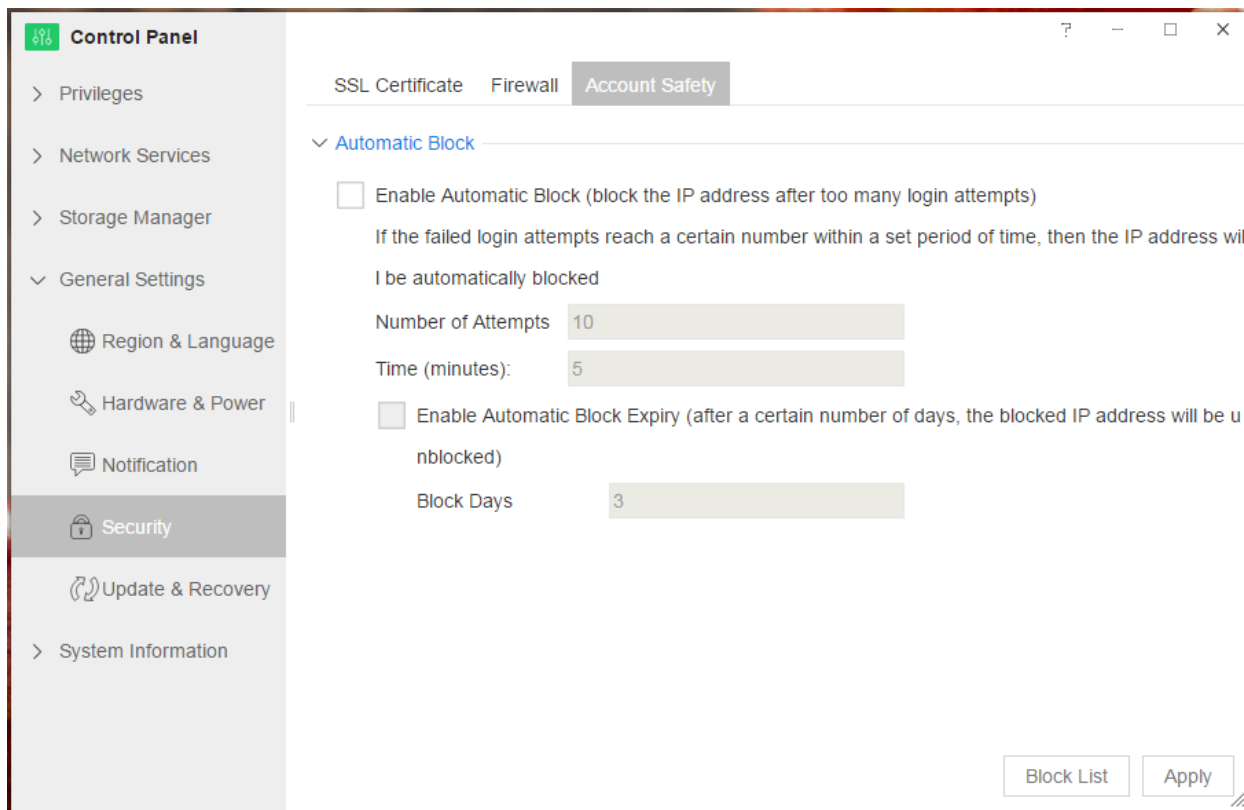 Control Panel
Privileges
Network Services
Storage Manager
General Settings
Region & Language
Hardware & Power
Notification
Security
Update & Recovery
System Information
?
SSL Certificate Firewall Account Safety
Automatic Block
Enable Automatic Block (block the IP address after too many login attempts)
If the failed login attempts reach a certain number within a set period of time, then the IP address wil
l be automatically blocked
Number of Attempts 10
Time (minutes): 5
Enable Automatic Block Expiry (after a certain number of days, the blocked IP address will be u
nblocked)
Block Days 3
Block List Apply